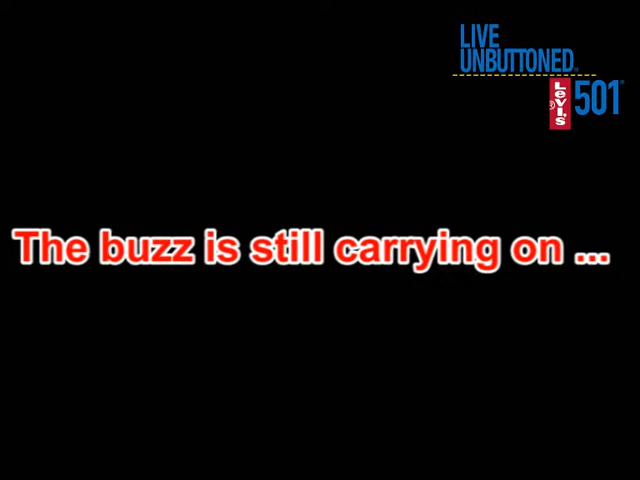 LIVE
UNBUTTONED®
Levi's® 501®
The buzz is still carrying on ...